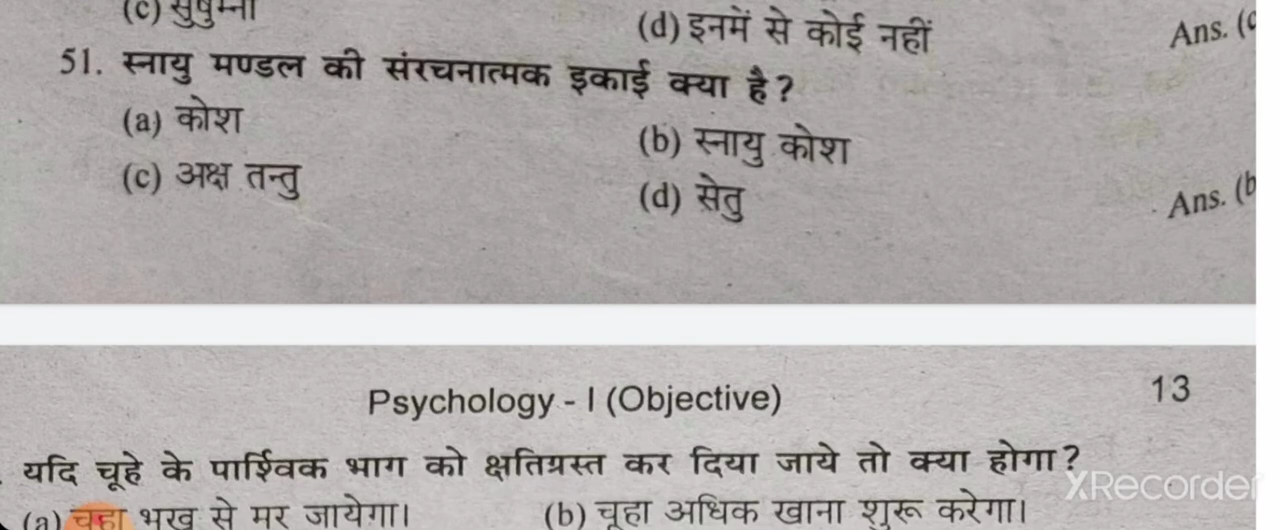 (c) सुषुम्ना (d) इनमें से कोई नहीं Ans. (c
51. स्नायु मण्डल की संरचनात्मक इकाई क्या है?
(a) कोश (b) स्नायु कोश
(c) अक्ष तन्तु (d) सेतु Ans. (b
Psychology - I (Objective) 13
यदि चूहे के पार्श्विक भाग को क्षतिग्रस्त कर दिया जाये तो क्या होगा?
(a) चूहा भूख से मर जायेगा। (b) चूहा अधिक खाना शुरू करेगा।
XRecorder